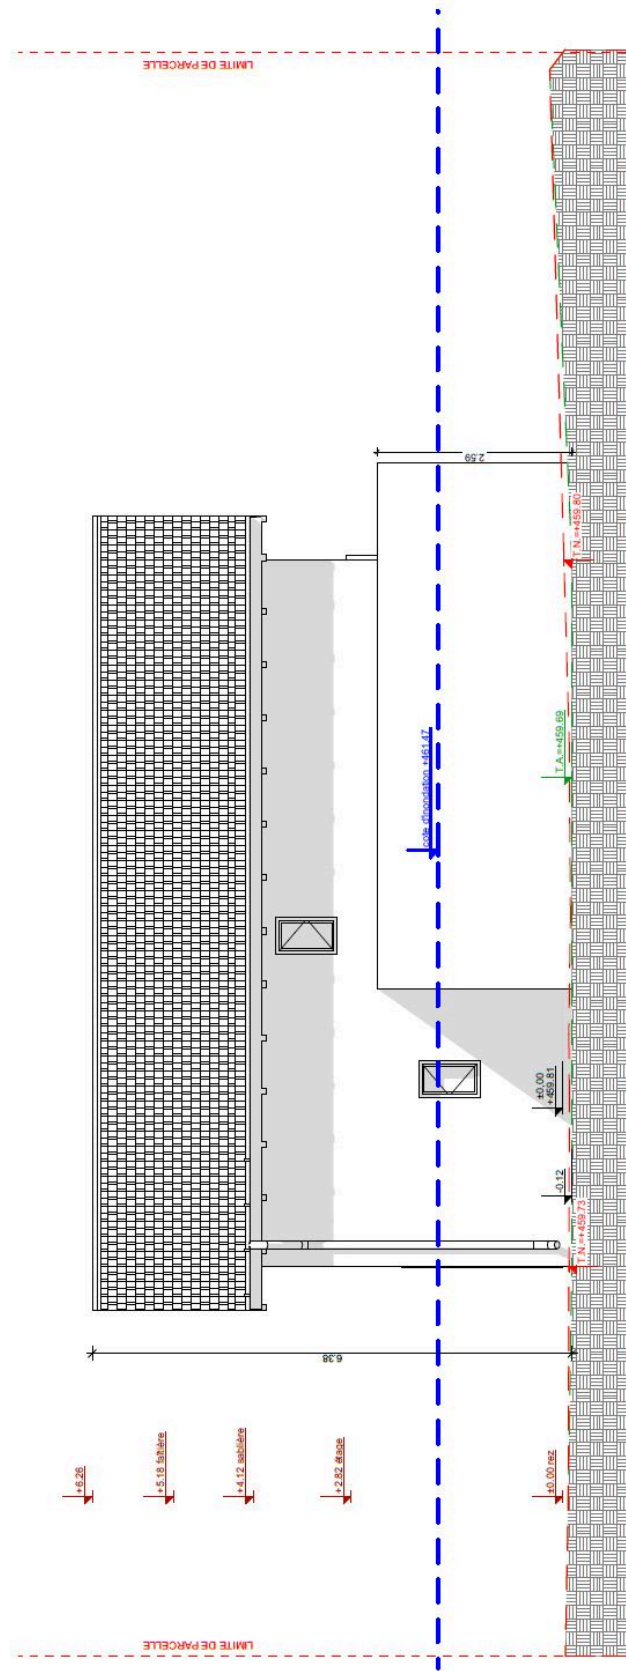 LIMITE DE PARCELLE
2.59
T.N.=+459.80
T.A.=+459.69
cote d'inondation +461.47
±0.00
+459.81
-0.12
T.N.=+459.73
6.38
+6.26
+5.18 faîtière
+4.12 sablière
+2.82 étage
±0.00 rez
LIMITE DE PARCELLE